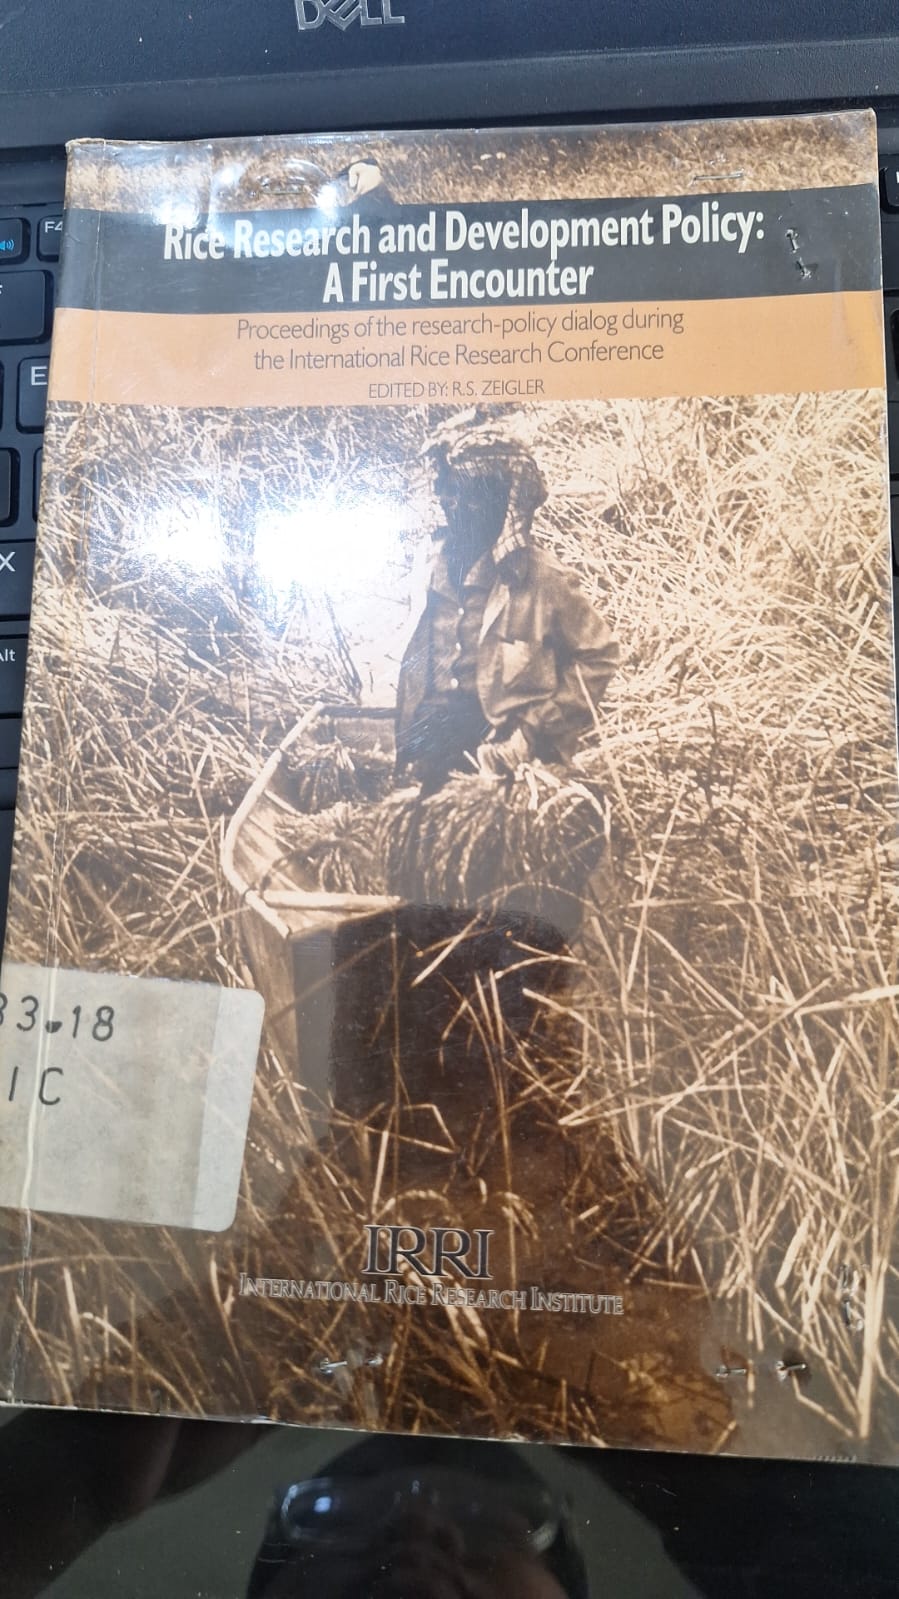 DELL
F4
E
X
Alt
Rice Research and Development Policy:
A First Encounter
Proceedings of the research-policy dialog during
the International Rice Research Conference
EDITED BY: R.S. ZEIGLER
33.18
IC
IRRI
INTERNATIONAL RICE RESEARCH INSTITUTE